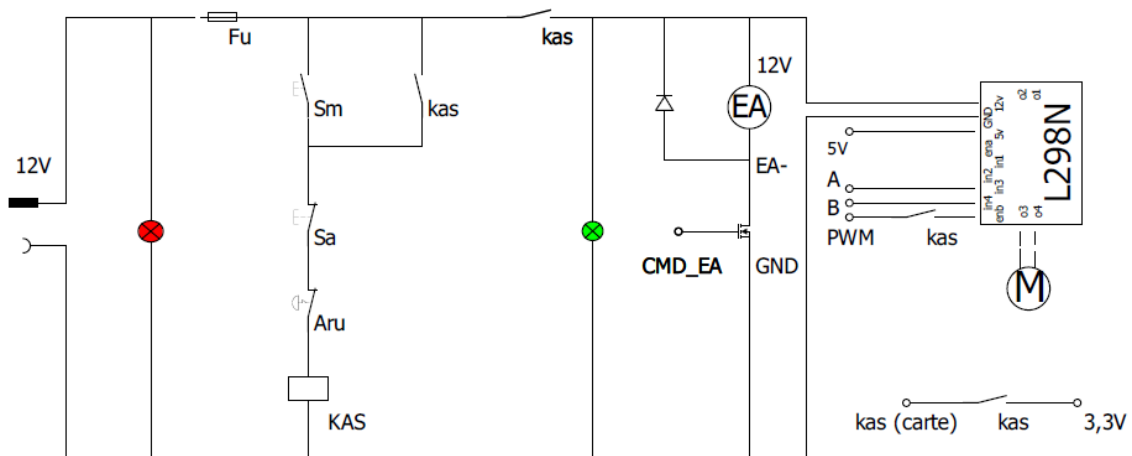 Fu
kas
12V
Sm
kas
12V
EA
EA-
Sa
CMD_EA
GND
Aru
KAS
5V
A
B
PWM
kas
12v
GND
5v
ena
in1
in2
in3
in4
enb
o2
o1
o3
o4
L298N
M
kas (carte)
kas
3,3V